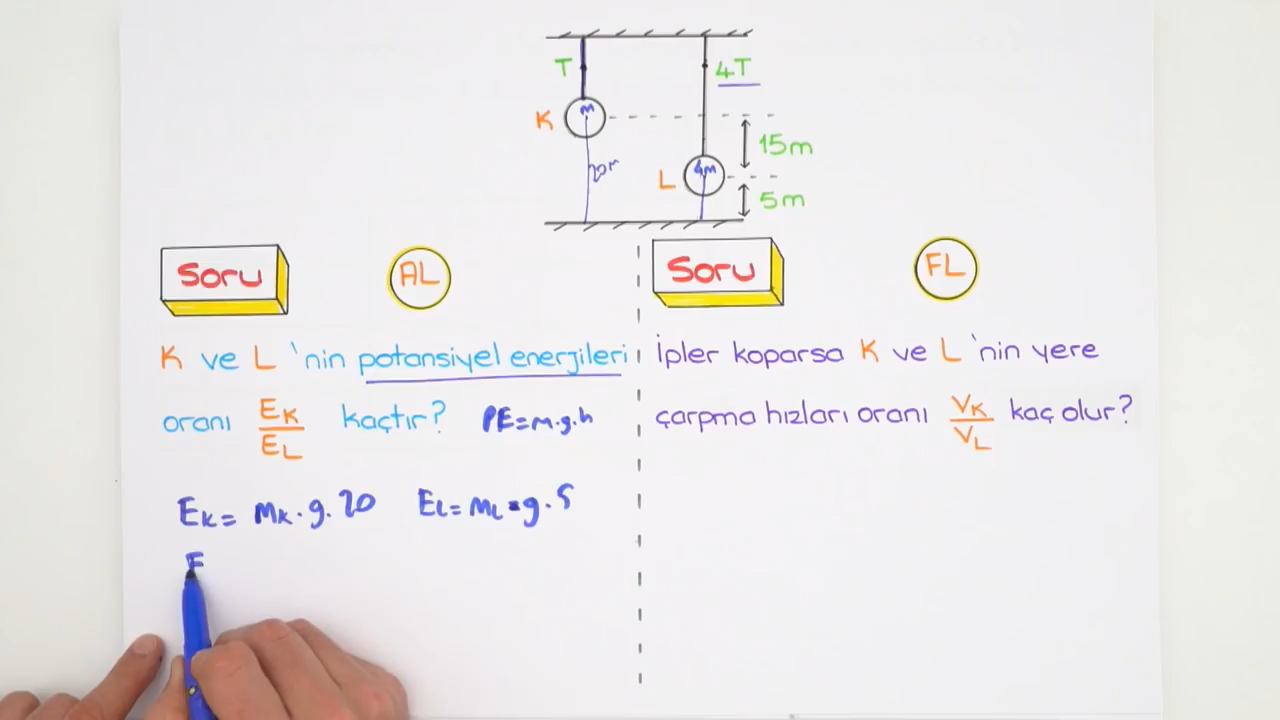 T
4T
K
m
20m
15m
L
4m
5m
Soru
AL
K ve L'nin potansiyel enerjileri
oranı EK/EL kaçtır? PE=m.g.h
EK= mK.g.20 EL=mL.g.5
E
Soru
FL
İpler koparsa K ve L'nin yere
çarpma hızları oranı VK/VL kaç olur?